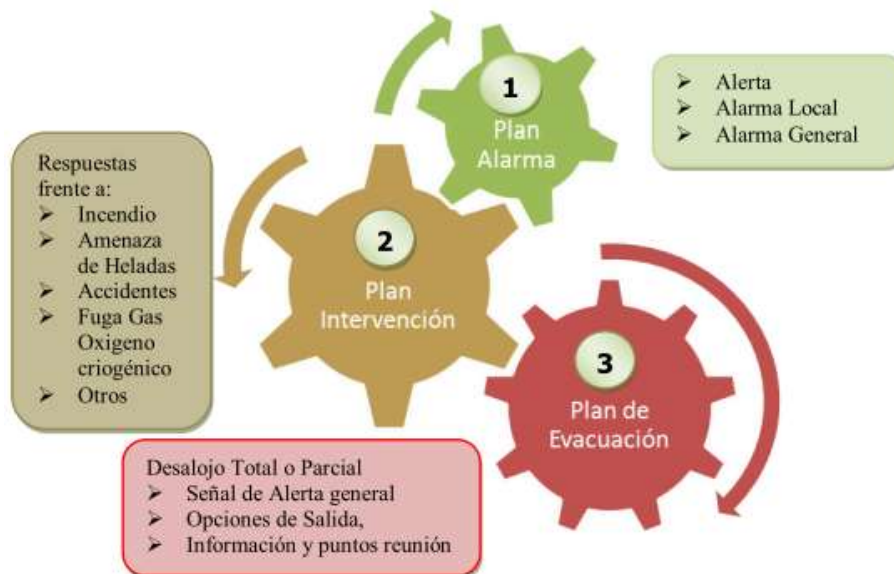 1
Plan
Alarma
➢ Alerta
➢ Alarma Local
➢ Alarma General
Respuestas
frente a:
➢ Incendio
➢ Amenaza
de Heladas
➢ Accidentes
➢ Fuga Gas
Oxigeno
criogénico
➢ Otros
2
Plan
Intervención
3
Plan de
Evacuación
Desalojo Total o Parcial
➢ Señal de Alerta general
➢ Opciones de Salida,
➢ Información y puntos reunión